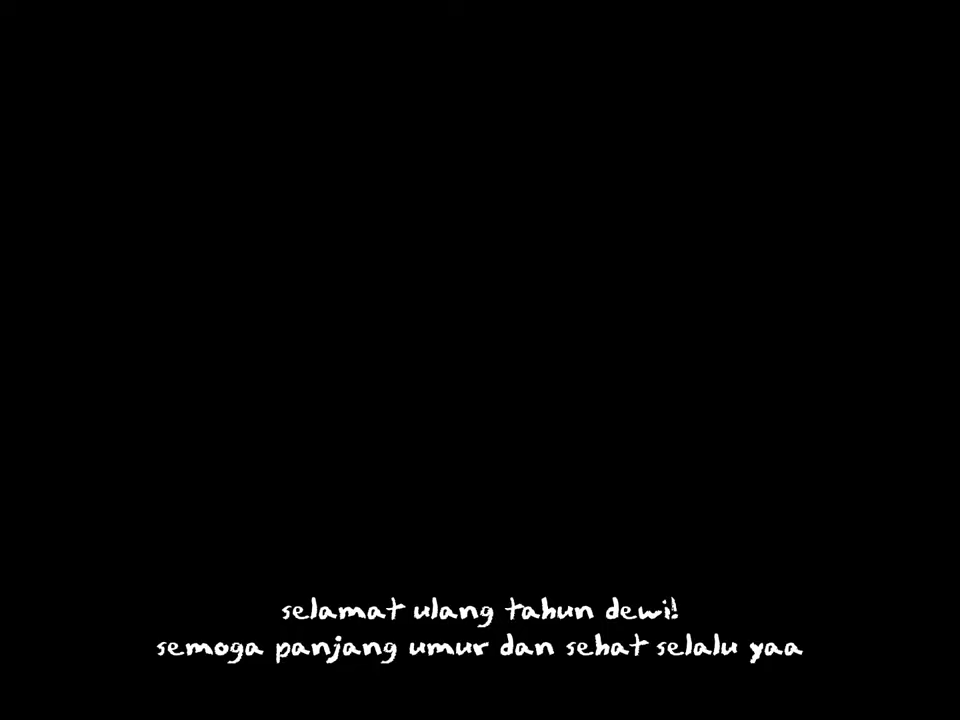 selamat ulang tahun dewi!
semoga panjang umur dan sehat selalu yaa